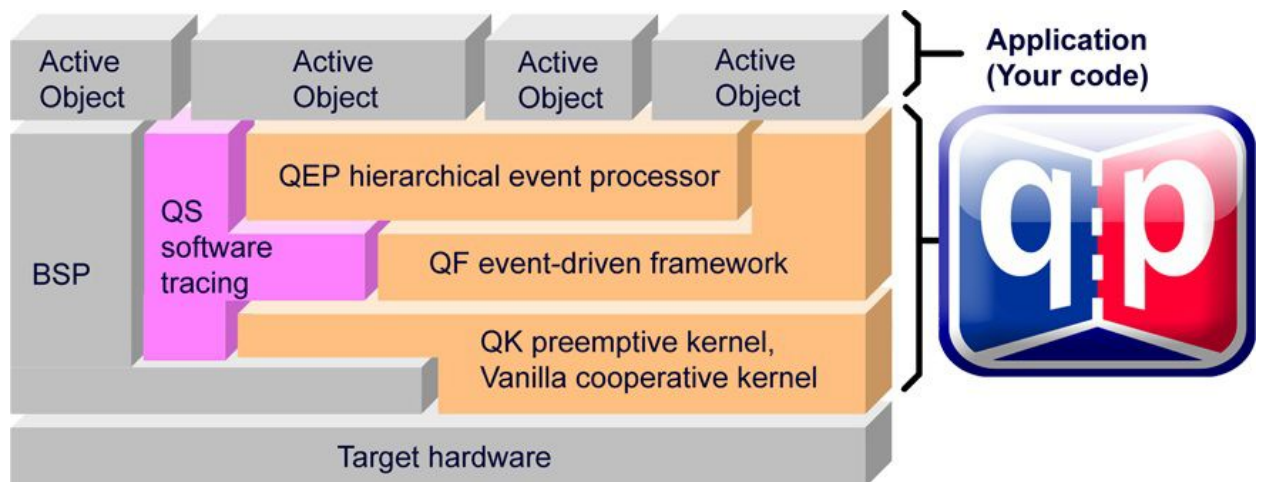 Active
Object
Active
Object
Active
Object
Active
Object
Application
(Your code)
QEP hierarchical event processor
QS
software
tracing
BSP
QF event-driven framework
QK preemptive kernel,
Vanilla cooperative kernel
Target hardware
qp